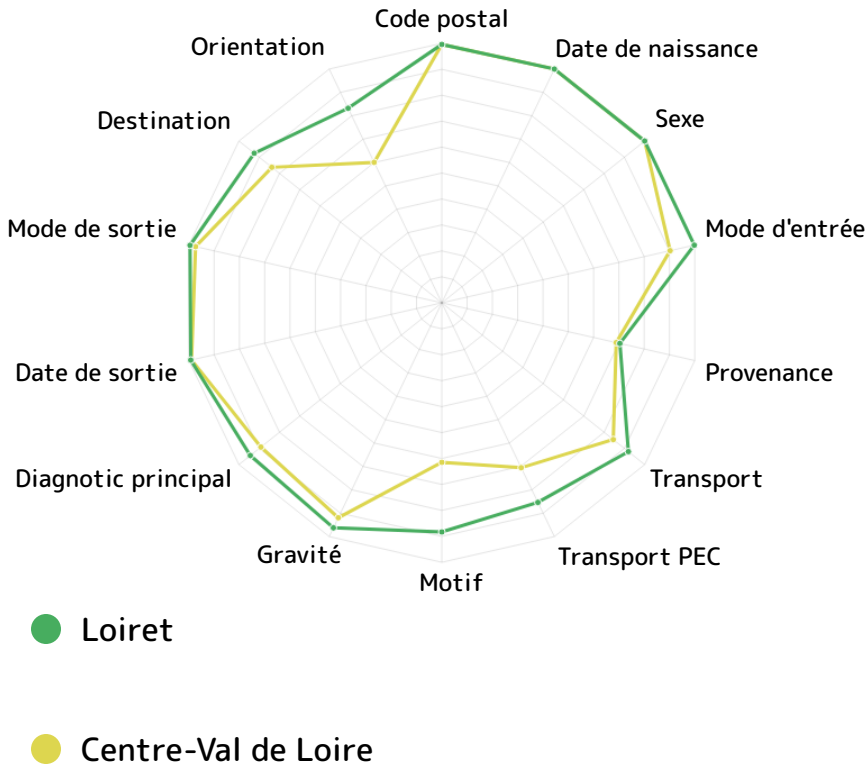 Code postal
Date de naissance
Sexe
Mode d'entrée
Provenance
Transport
Transport PEC
Motif
Gravité
Diagnotic principal
Date de sortie
Mode de sortie
Destination
Orientation
Loiret
Centre-Val de Loire